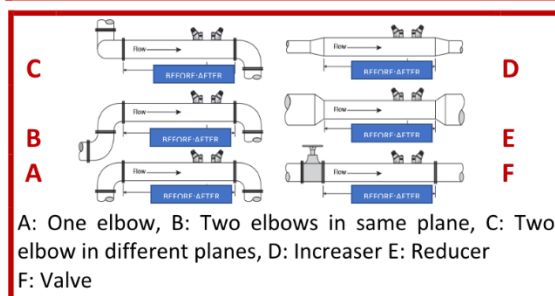 C
Flow
BEFORE:AFTER
Flow
BEFORE:AFTER
D
B
Flow
BEFORE:AFTER
Flow
BEFORE:AFTER
E
A
Flow
BEFORE:AFTER
Flow
BEFORE:AFTER
F
A: One elbow, B: Two elbows in same plane, C: Two
elbow in different planes, D: Increaser E: Reducer
F: Valve